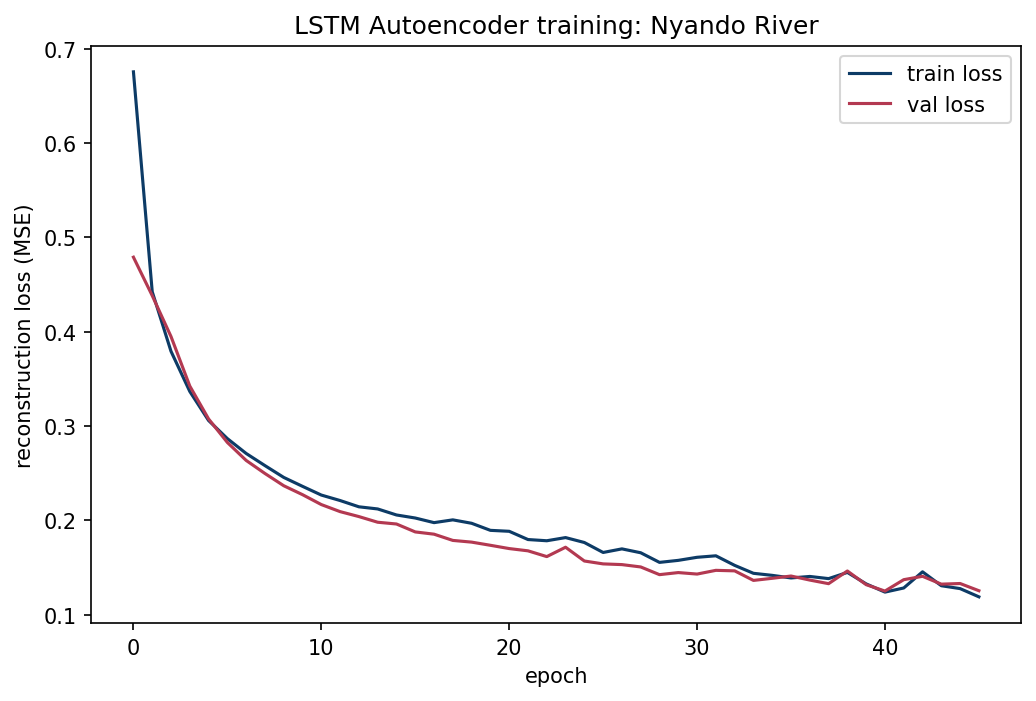 LSTM Autoencoder training: Nyando River
train loss
val loss
reconstruction loss (MSE)
0.7
0.6
0.5
0.4
0.3
0.2
0.1
0 10 20 30 40
epoch